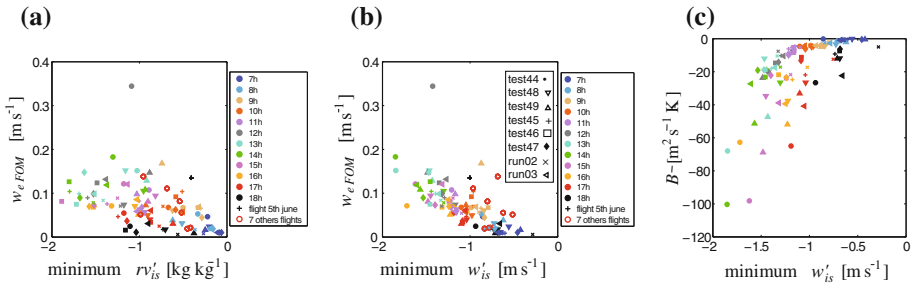 (a)
w_e FOM [m s⁻¹]
0.4
0.3
0.2
0.1
0
−2
−1
0
minimum rv′_is [kg kg⁻¹]
7h
8h
9h
10h
11h
12h
13h
14h
15h
16h
17h
18h
flight 5th june
7 others flights
(b)
w_e FOM [m s⁻¹]
0.4
0.3
0.2
0.1
0
−2
−1
0
minimum w′_is [m s⁻¹]
test44
test48
test49
test45
test46
test47
run02
run03
7h
8h
9h
10h
11h
12h
13h
14h
15h
16h
17h
18h
flight 5th june
7 others flights
(c)
B− [m² s⁻¹ K]
0
−20
−40
−60
−80
−100
−120
−2
−1.5
−1
−0.5
0
minimum w′_is [m s⁻¹]